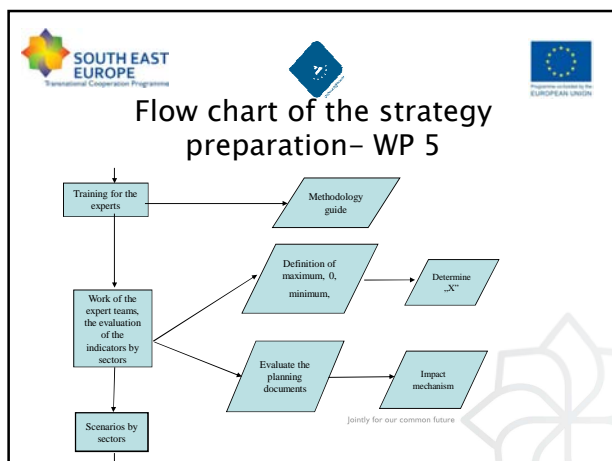 SOUTH EAST
EUROPE
Transnational Cooperation Programme
Programme co-funded by the
EUROPEAN UNION
Flow chart of the strategy
preparation– WP 5
Training for the
experts
Methodology
guide
Definition of
maximum, 0,
minimum,
Determine
„X”
Work of the
expert teams,
the evaluation
of the
indicators by
sectors
Evaluate the
planning
documents
Impact
mechanism
Jointly for our common future
Scenarios by
sectors